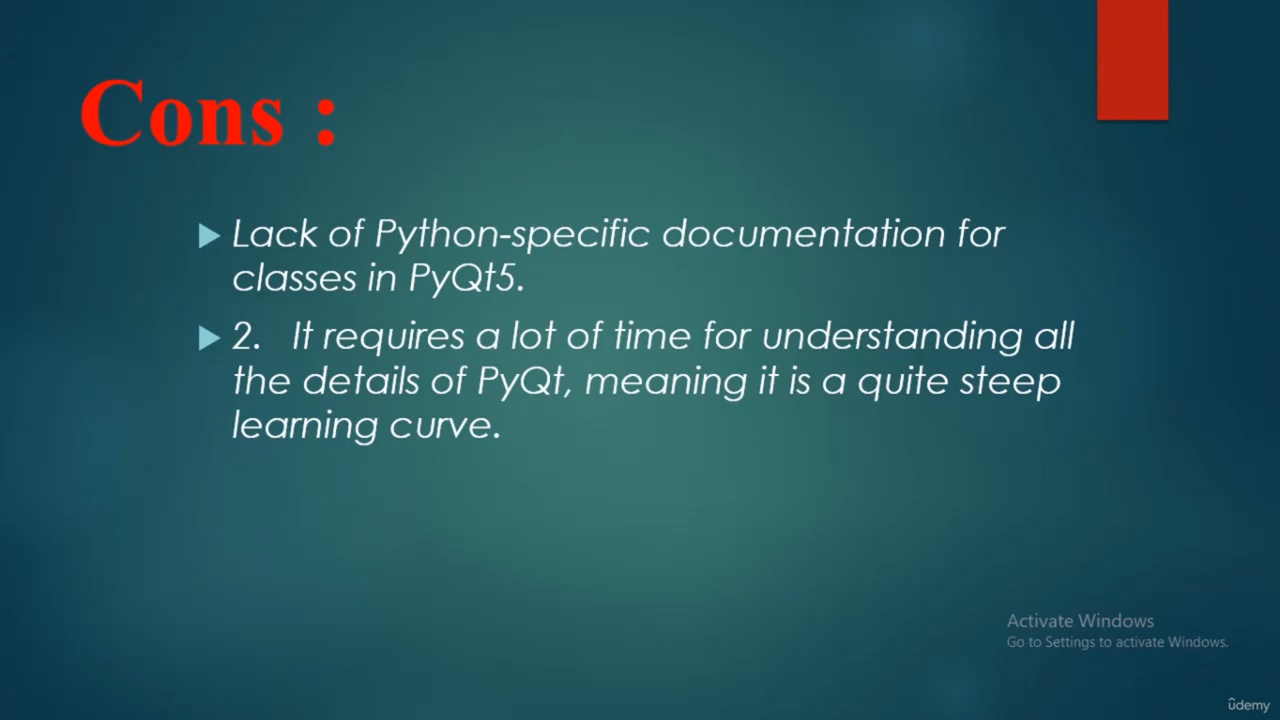 Cons :
Lack of Python-specific documentation for
classes in PyQt5.
2. It requires a lot of time for understanding all
the details of PyQt, meaning it is a quite steep
learning curve.
Activate Windows
Go to Settings to activate Windows.
ûdemy